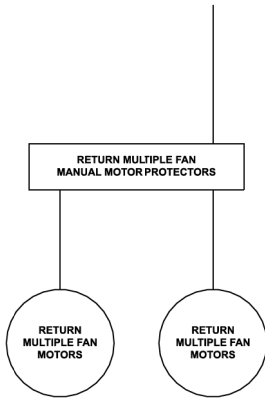 RETURN MULTIPLE FAN
MANUAL MOTOR PROTECTORS
RETURN
MULTIPLE FAN
MOTORS
RETURN
MULTIPLE FAN
MOTORS